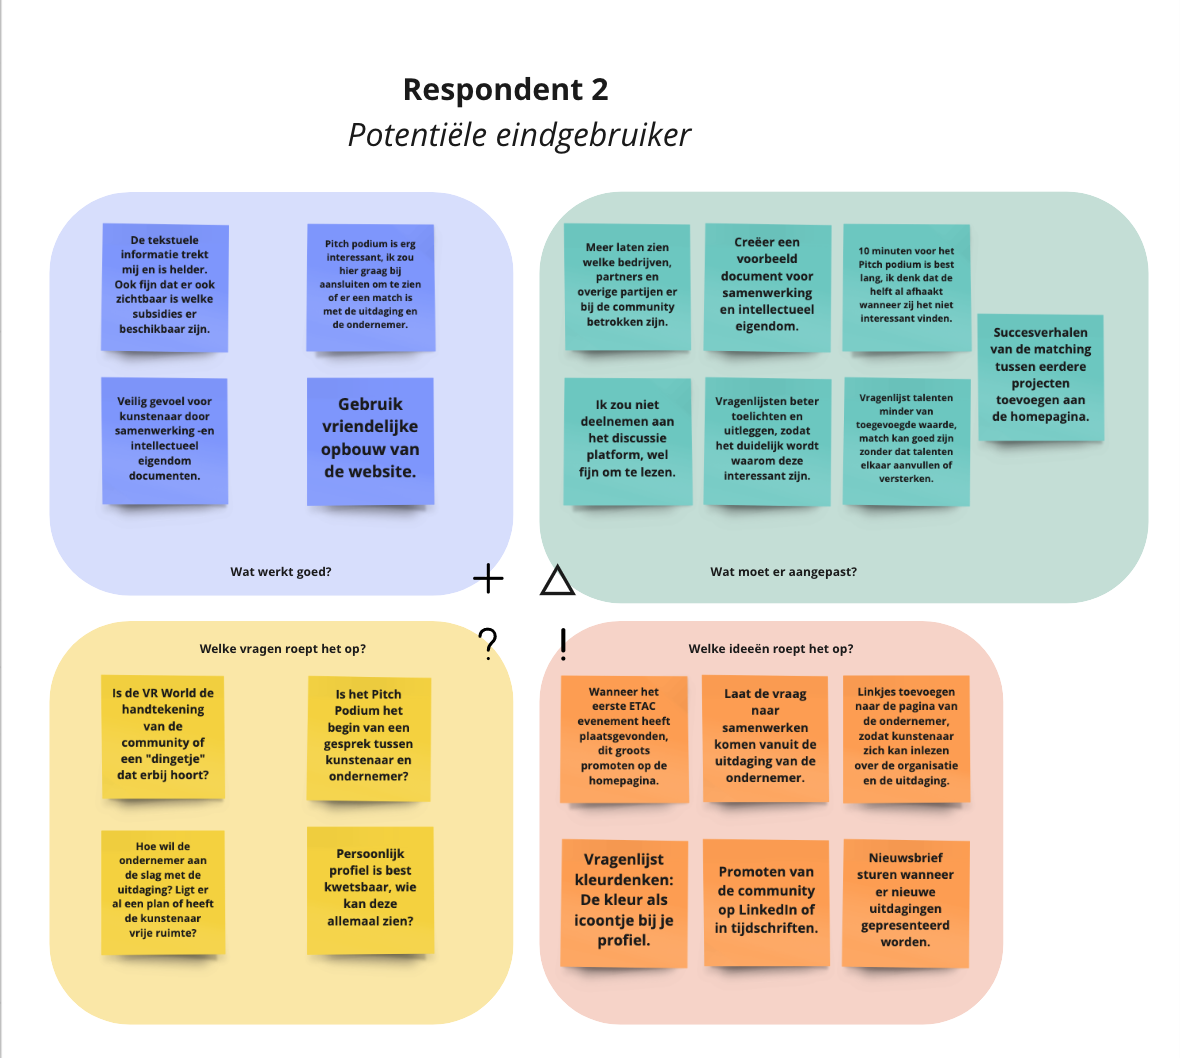 Respondent 2
Potentiële eindgebruiker
De tekstuele
informatie trekt
mij en is helder.
Ook fijn dat er ook
zichtbaar is welke
subsidies er
beschikbaar zijn.
Pitch podium is erg
interessant, ik zou
hier graag bij
aansluiten om te zien
of er een match is
met de uitdaging en
de ondernemer.
Veilig gevoel voor
kunstenaar door
samenwerking -en
intellectueel
eigendom
documenten.
Gebruik
vriendelijke
opbouw van
de website.
Wat werkt goed?
+
Meer laten zien
welke bedrijven,
partners en
overige partijen er
bij de community
betrokken zijn.
Creëer een
voorbeeld
document voor
samenwerking
en intellectueel
eigendom.
10 minuten voor het
Pitch podium is best
lang, ik denk dat de
helft al afhaakt
wanneer zij het niet
interessant vinden.
Succesverhalen
van de matching
tussen eerdere
projecten
toevoegen aan
de homepagina.
Ik zou niet
deelnemen aan
het discussie
platform, wel
fijn om te lezen.
Vragenlijsten beter
toelichten en
uitleggen, zodat
het duidelijk wordt
waarom deze
interessant zijn.
Vragenlijst talenten
minder van
toegevoegde waarde,
match kan goed zijn
zonder dat talenten
elkaar aanvullen of
versterken.
Wat moet er aangepast?
Welke vragen roept het op?
?
Is de VR World de
handtekening
van de
community of
een "dingetje"
dat erbij hoort?
Is het Pitch
Podium het
begin van een
gesprek tussen
kunstenaar en
ondernemer?
Hoe wil de
ondernemer aan
de slag met de
uitdaging? Ligt er
al een plan of heeft
de kunstenaar
vrije ruimte?
Persoonlijk
profiel is best
kwetsbaar, wie
kan deze
allemaal zien?
!
Welke ideeën roept het op?
Wanneer het
eerste ETAC
evenement heeft
plaatsgevonden,
dit groots
promoten op de
homepagina.
Laat de vraag
naar
samenwerken
komen vanuit de
uitdaging van de
ondernemer.
Linkjes toevoegen
naar de pagina van
de ondernemer,
zodat kunstenaar
zich kan inlezen
over de organisatie
en de uitdaging.
Vragenlijst
kleurdenken:
De kleur als
icoontje bij je
profiel.
Promoten van
de community
op LinkedIn of
in tijdschriften.
Nieuwsbrief
sturen wanneer
er nieuwe
uitdagingen
gepresenteerd
worden.